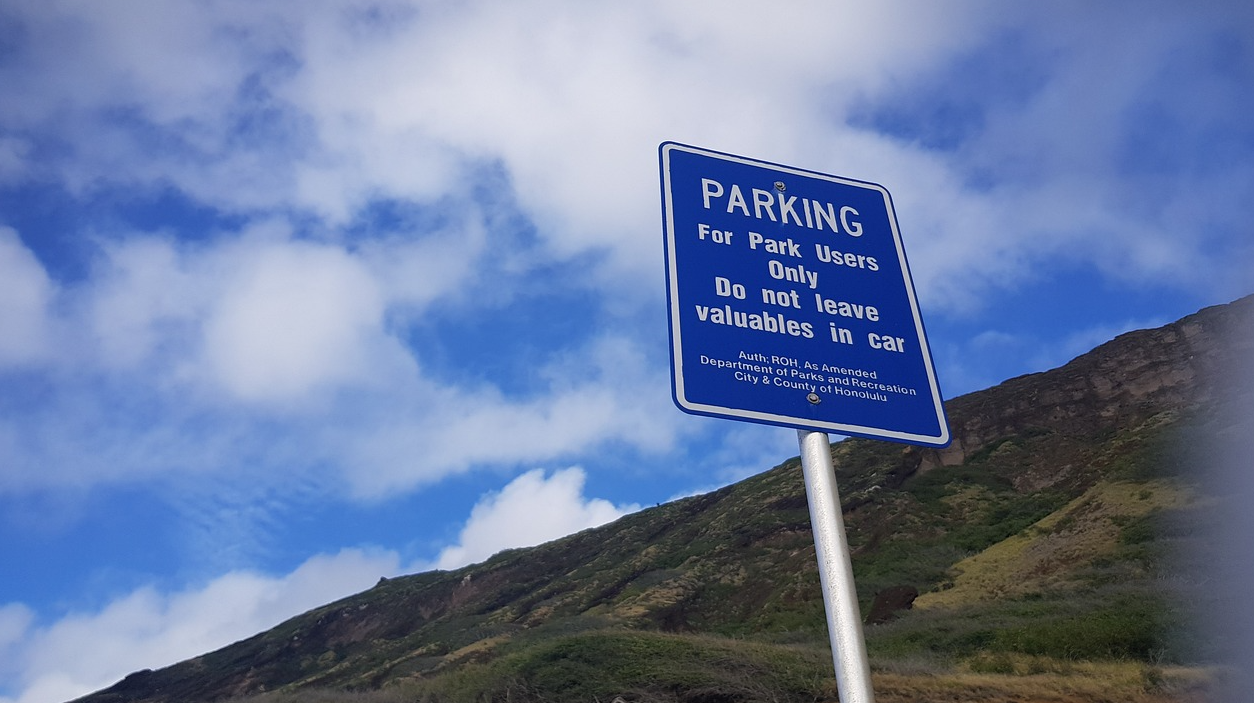 PARKING
For Park Users
Only
Do not leave
valuables in car
Auth: ROH, As Amended
Department of Parks and Recreation
City & County of Honolulu